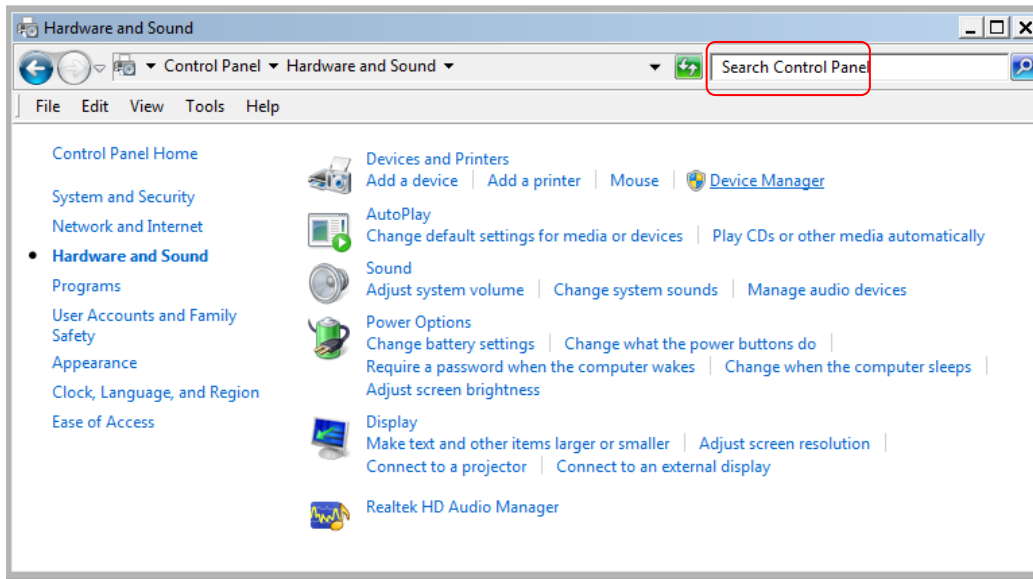 Hardware and Sound
Control Panel Hardware and Sound
Search Control Panel
File Edit View Tools Help
Control Panel Home
System and Security
Network and Internet
Hardware and Sound
Programs
User Accounts and Family
Safety
Appearance
Clock, Language, and Region
Ease of Access
Devices and Printers
Add a device Add a printer Mouse Device Manager
AutoPlay
Change default settings for media or devices Play CDs or other media automatically
Sound
Adjust system volume Change system sounds Manage audio devices
Power Options
Change battery settings Change what the power buttons do
Require a password when the computer wakes Change when the computer sleeps
Adjust screen brightness
Display
Make text and other items larger or smaller Adjust screen resolution
Connect to a projector Connect to an external display
Realtek HD Audio Manager